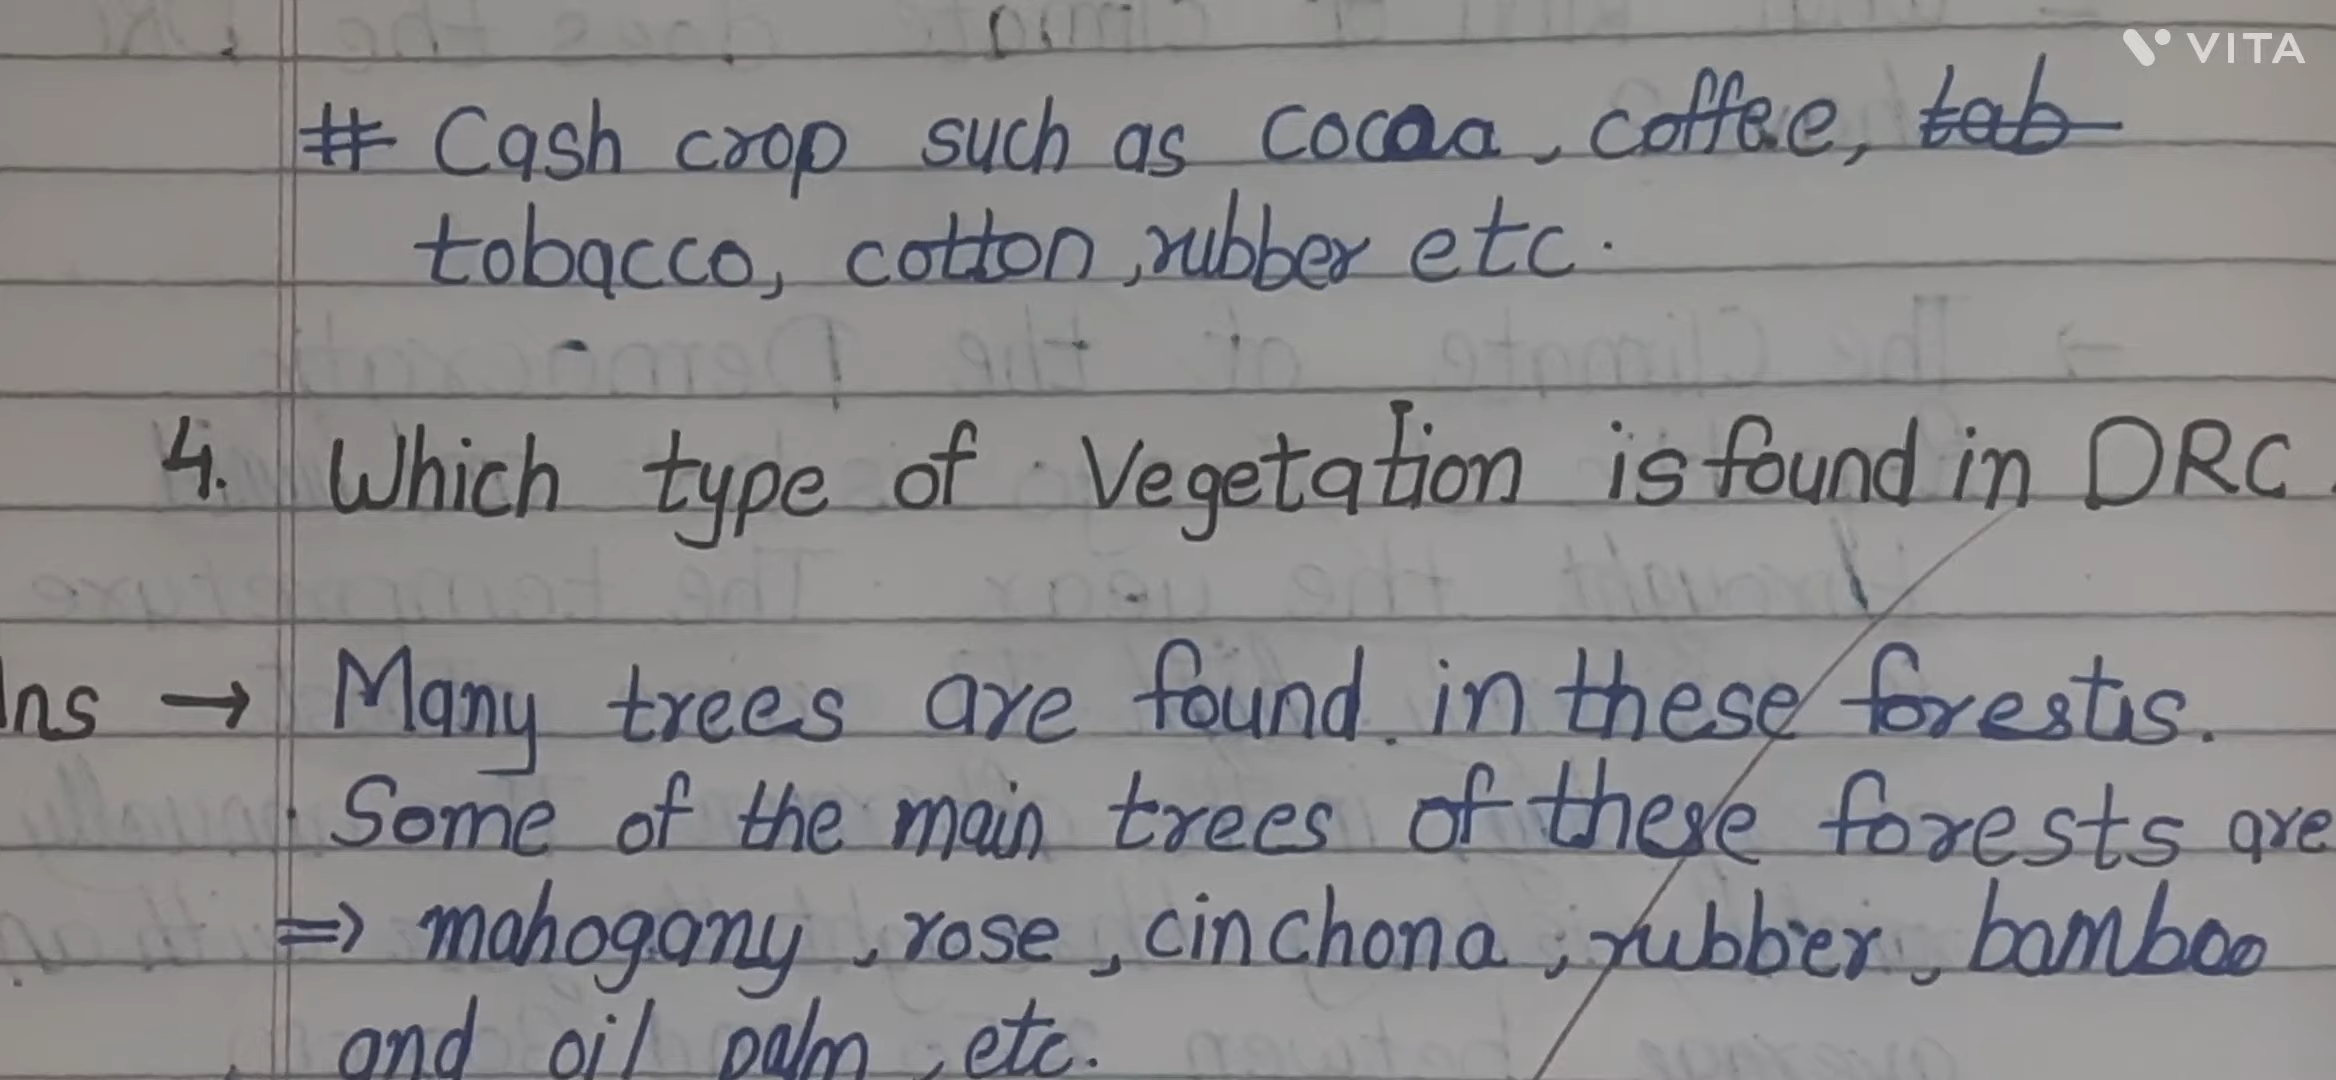 VITA
# Cash crop such as cocoa, coffee, tob
tobacco, cotton, rubber etc.
4. Which type of Vegetation is found in DRC.
Ans → Many trees are found in these forests.
Some of the main trees of these forests are
⇒ mahogany, rose, cinchona, rubber, bamboo
and oil palm, etc.